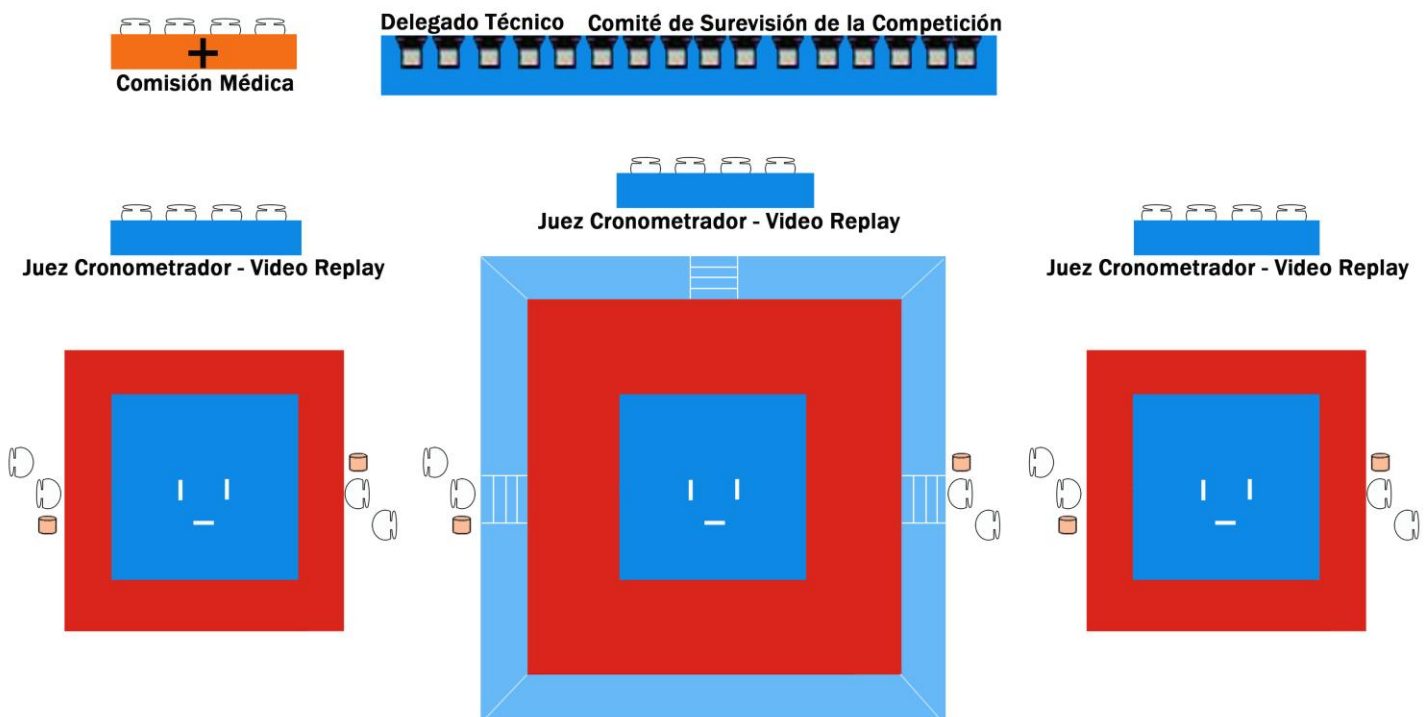 Delegado Técnico
Comité de Surevisión de la Competición
Comisión Médica
Juez Cronometrador - Video Replay
Juez Cronometrador - Video Replay
Juez Cronometrador - Video Replay